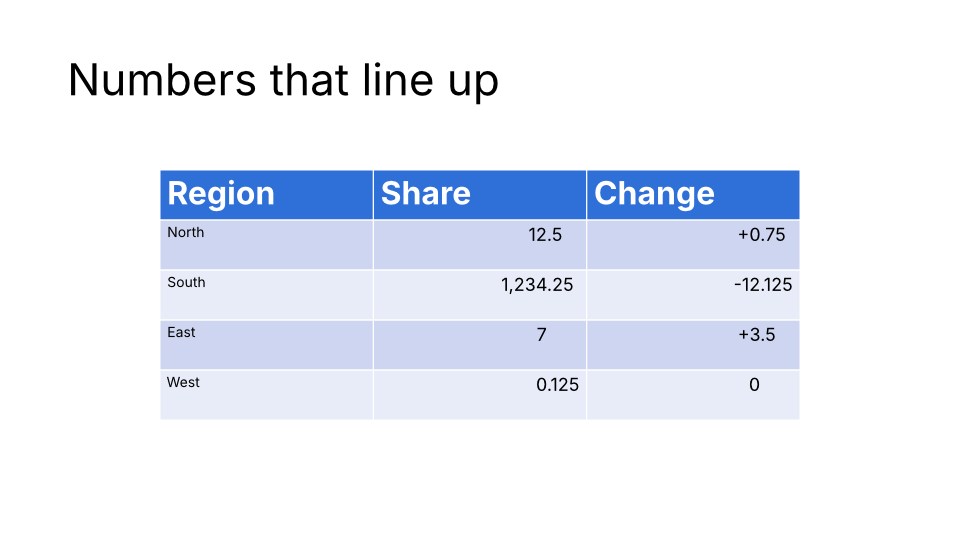 Numbers that line up
Region Share Change
North 12.5 +0.75
South 1,234.25 -12.125
East 7 +3.5
West 0.125 0